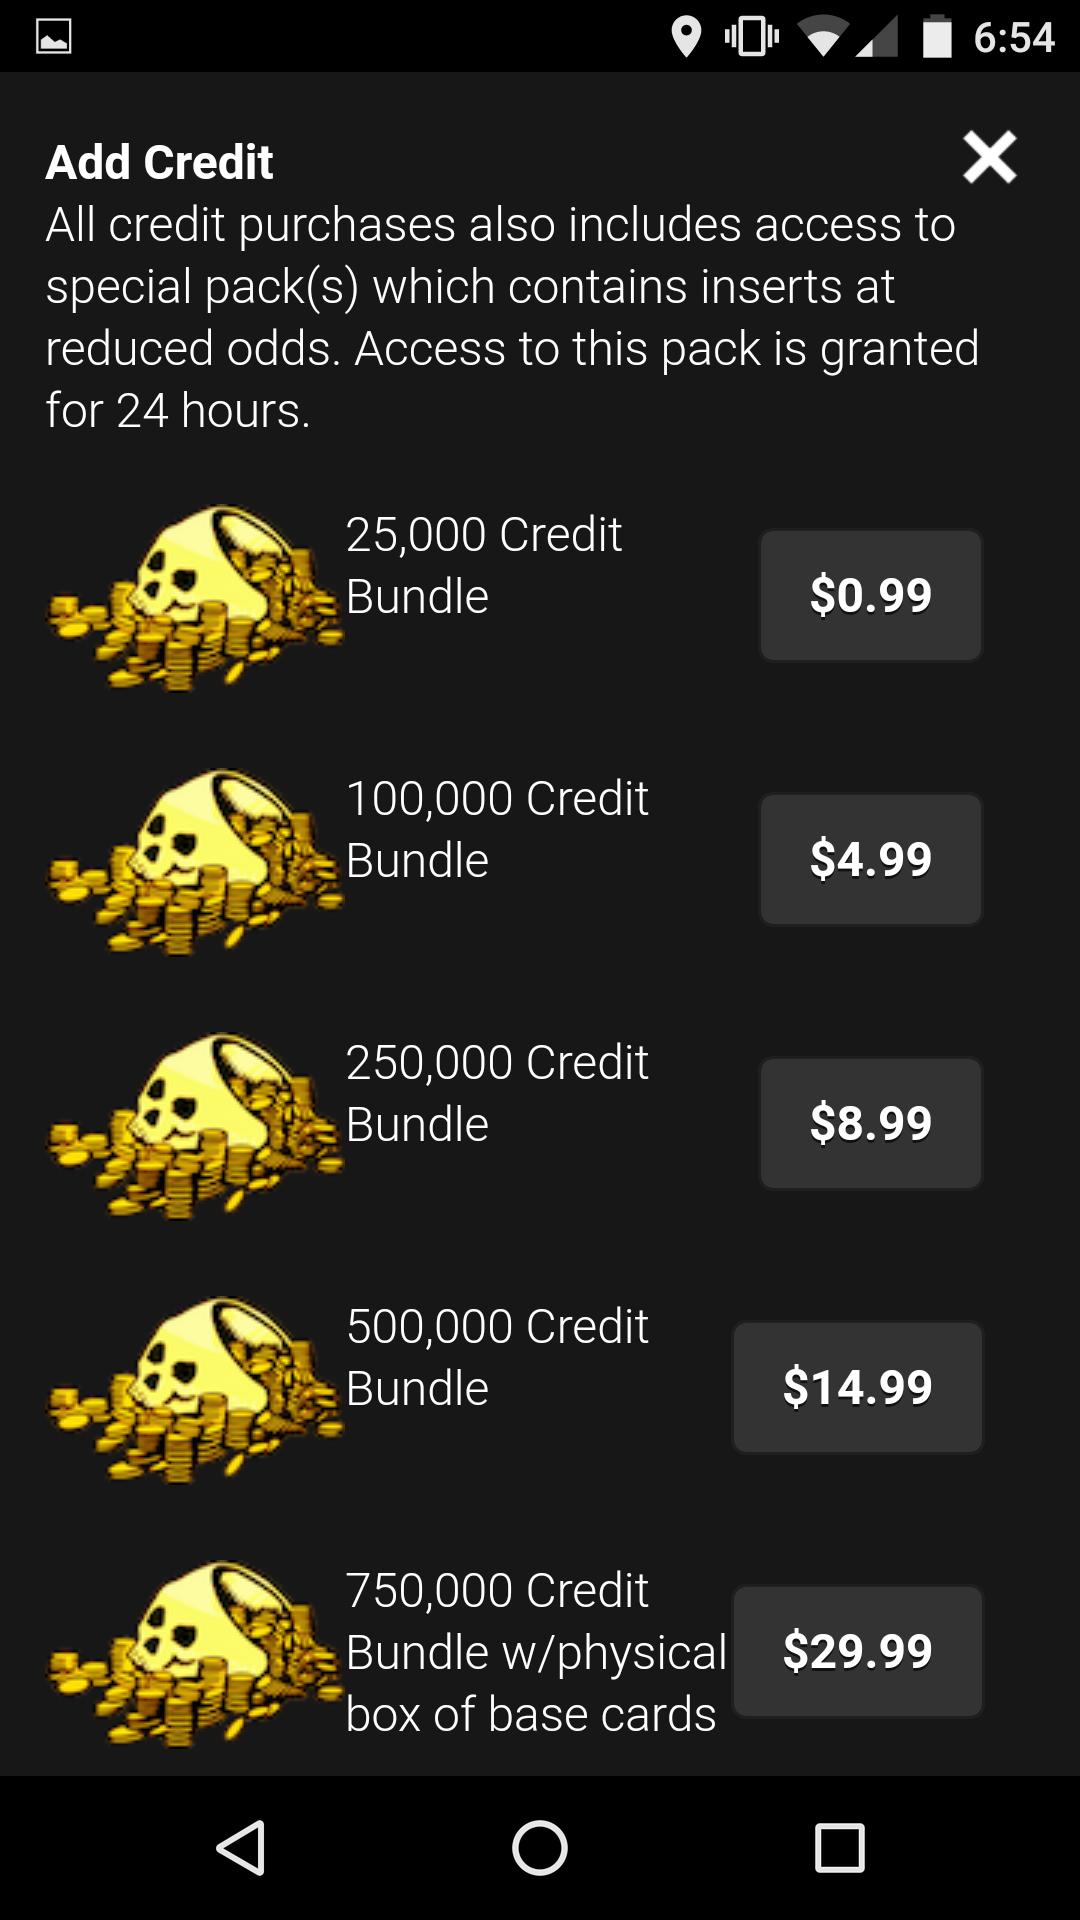 6:54
Add Credit
All credit purchases also includes access to
special pack(s) which contains inserts at
reduced odds. Access to this pack is granted
for 24 hours.
25,000 Credit
Bundle
$0.99
100,000 Credit
Bundle
$4.99
250,000 Credit
Bundle
$8.99
500,000 Credit
Bundle
$14.99
750,000 Credit
Bundle w/physical
box of base cards
$29.99